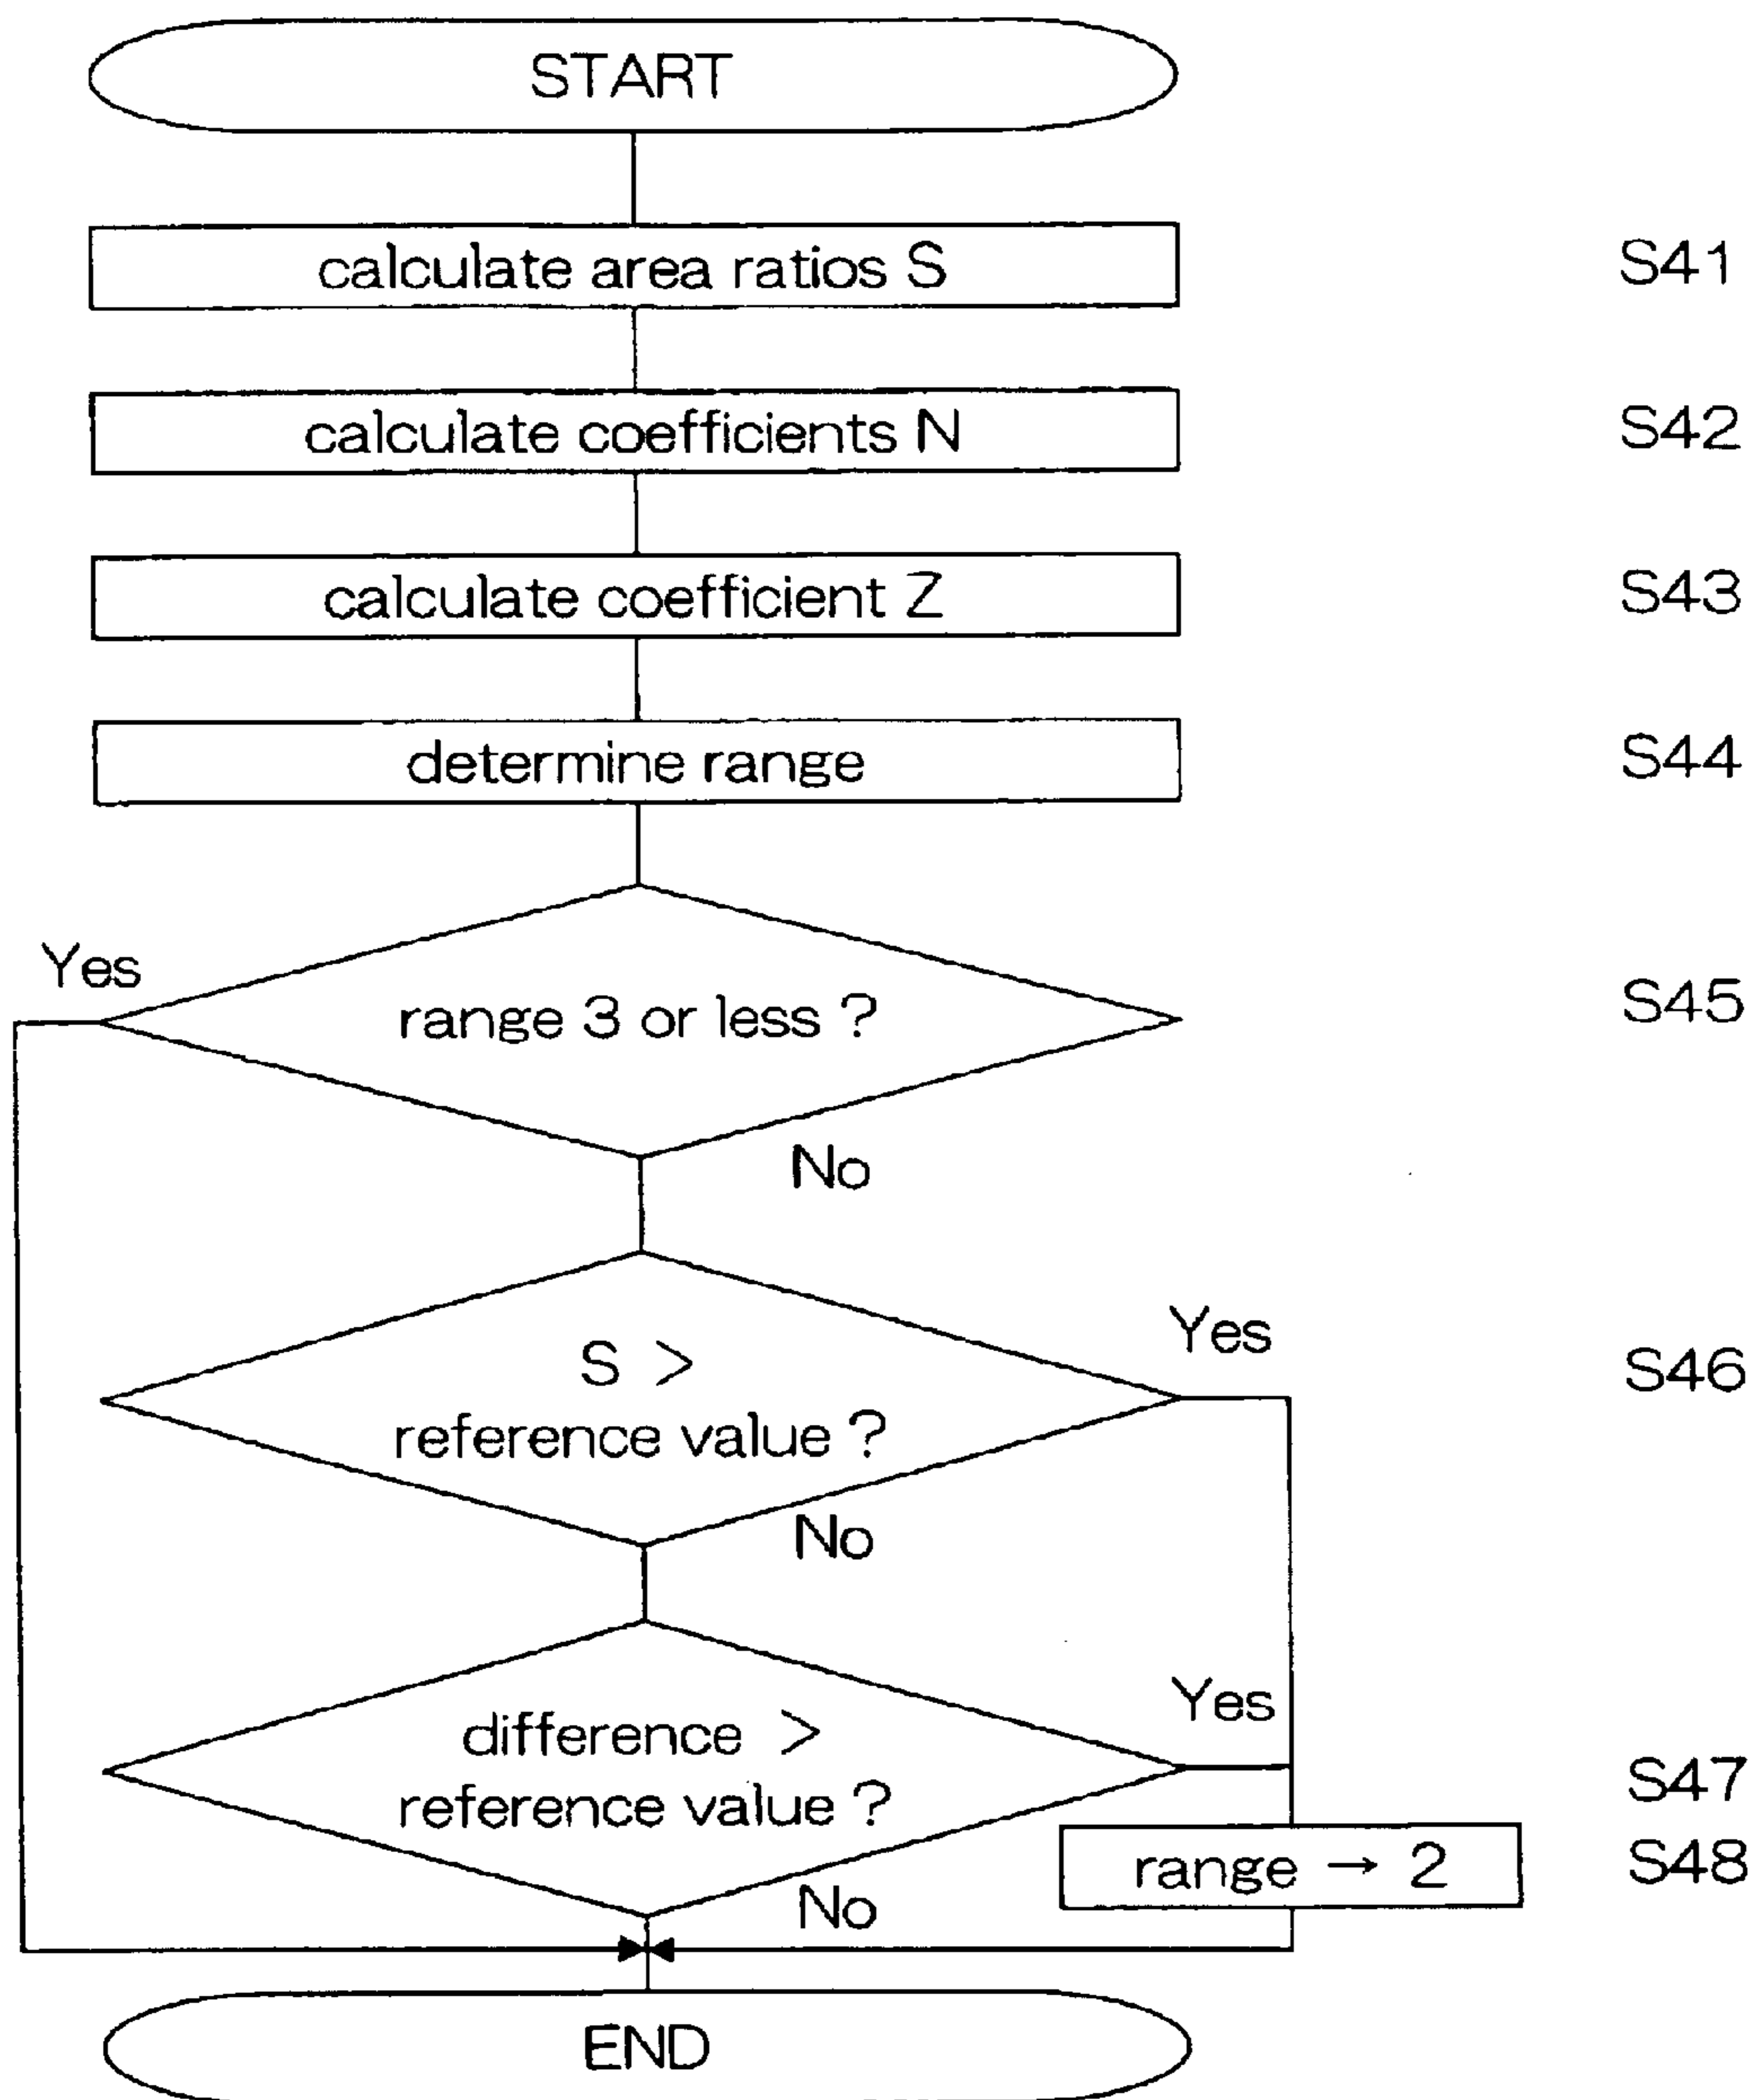 START
calculate area ratios S
S41
calculate coefficients N
S42
calculate coefficient Z
S43
determine range
S44
Yes
range 3 or less ?
S45
No
S >
reference value ?
Yes
S46
No
difference >
reference value ?
Yes
S47
range → 2
S48
No
END